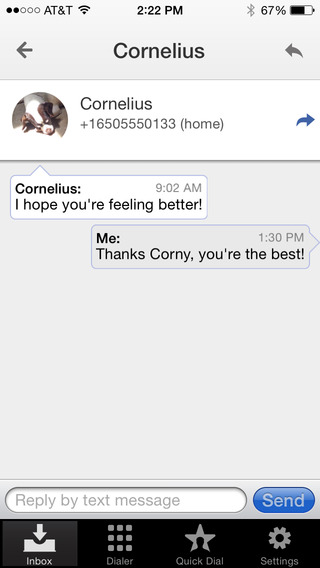 AT&T 2:22 PM 67%
Cornelius
Cornelius
+16505550133 (home)
Cornelius: 9:02 AM
I hope you're feeling better!
Me: 1:30 PM
Thanks Corny, you're the best!
Reply by text message Send
Inbox Dialer Quick Dial Settings